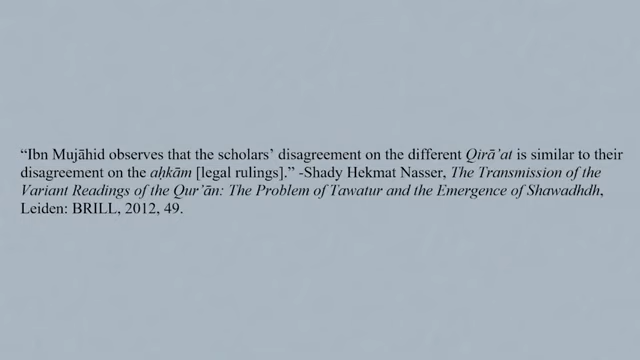 “Ibn Mujāhid observes that the scholars’ disagreement on the different Qirā’at is similar to their
disagreement on the aḥkām [legal rulings].” -Shady Hekmat Nasser, The Transmission of the
Variant Readings of the Qur’ān: The Problem of Tawatur and the Emergence of Shawadhdh,
Leiden: BRILL, 2012, 49.